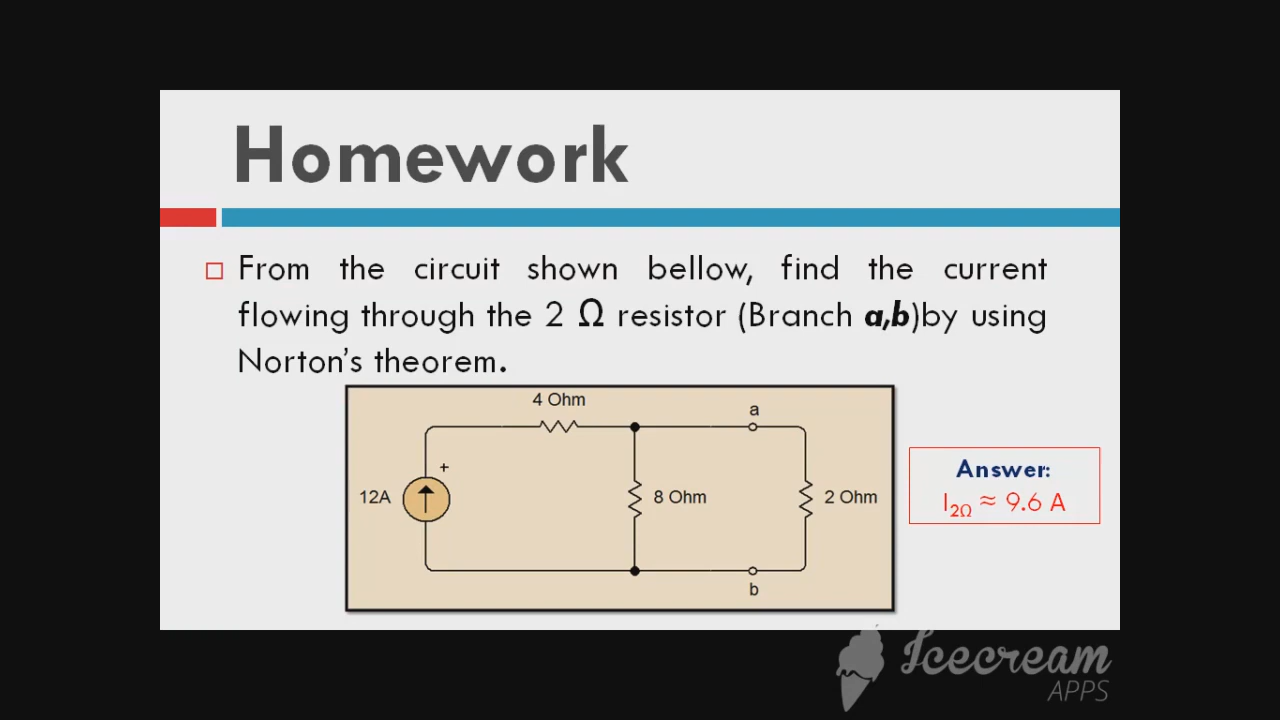 Homework
From the circuit shown bellow, find the current
flowing through the 2 Ω resistor (Branch a,b)by using
Norton's theorem.
4 Ohm
a
+
12A
8 Ohm
2 Ohm
b
Answer:
I2Ω ≈ 9.6 A
Icecream
APPS